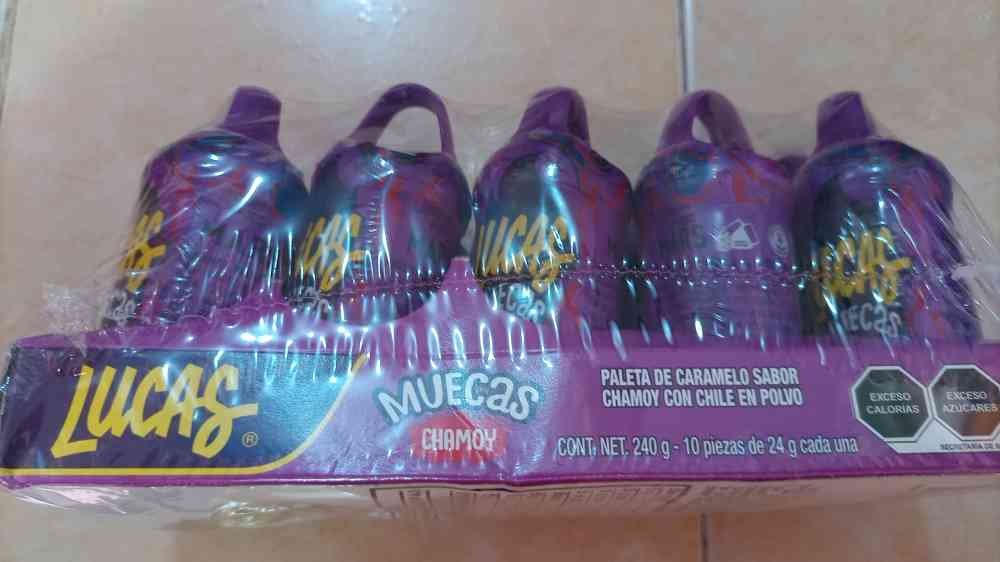 LUCAS
LUCAS
LUCAS
LUCAS
LUCAS®
MUECAS
CHAMOY
PALETA DE CARAMELO SABOR
CHAMOY CON CHILE EN POLVO
CONT. NET. 240 g - 10 piezas de 24 g cada una
EXCESO
CALORÍAS
EXCESO
AZÚCARES